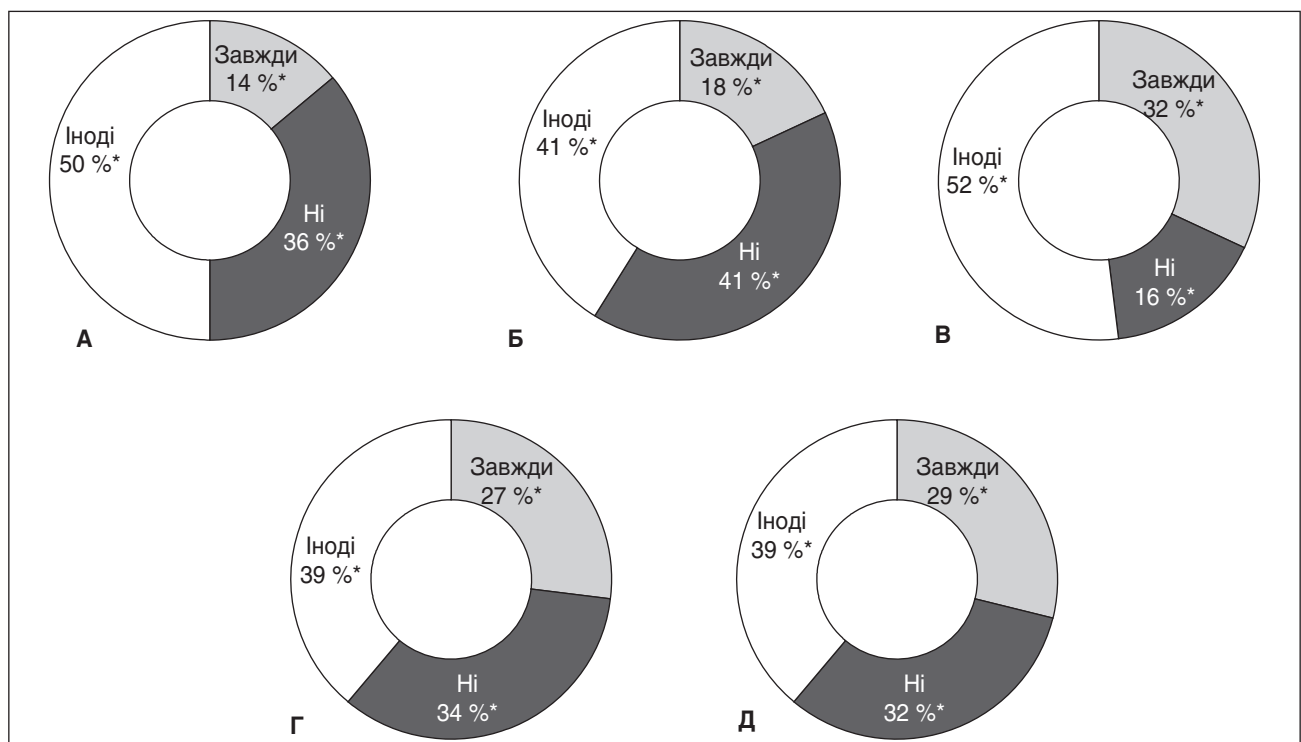 Завжди
14 %*
Іноді
50 %*
Ні
36 %*
А
Завжди
18 %*
Іноді
41 %*
Ні
41 %*
Б
Завжди
32 %*
Іноді
52 %*
Ні
16 %*
В
Завжди
27 %*
Іноді
39 %*
Ні
34 %*
Г
Завжди
29 %*
Іноді
39 %*
Ні
32 %*
Д